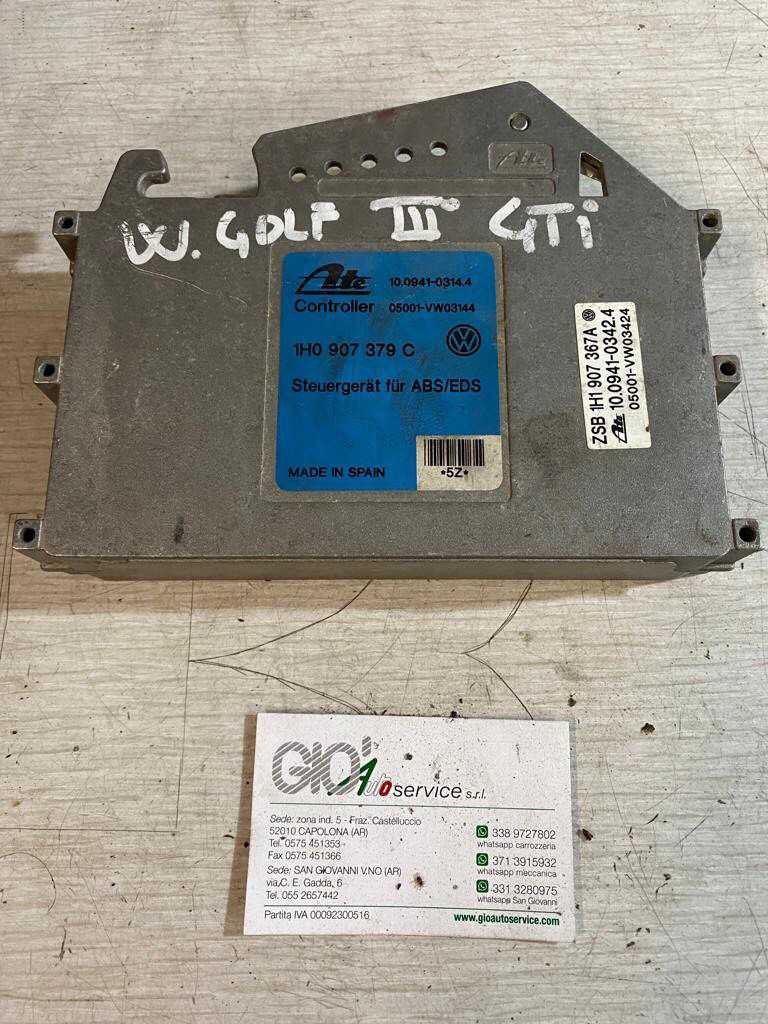 Ate
W. GOLF III GTi
Ate 10.0941-0314.4
Controller 05001-VW03144
1H0 907 379 C
Steuergerät für ABS/EDS
MADE IN SPAIN
*5Z*
ZSB 1H1 907 367A
Ate 10.0941-0342.4
05001-VW03424
GIO' Autoservice s.r.l.
Sede: zona ind. 5 - Fraz. Castelluccio
52010 CAPOLONA (AR)
Tel. 0575 451353
Fax 0575 451366
Sede: SAN GIOVANNI V.NO (AR)
via C. E. Gadda, 6
Tel. 055 2657442
Partita IVA 00092300516
338 9727802
whatsapp carrozzeria
371 3915932
whatsapp meccanica
331 3280975
whatsapp San Giovanni
www.gioautoservice.com